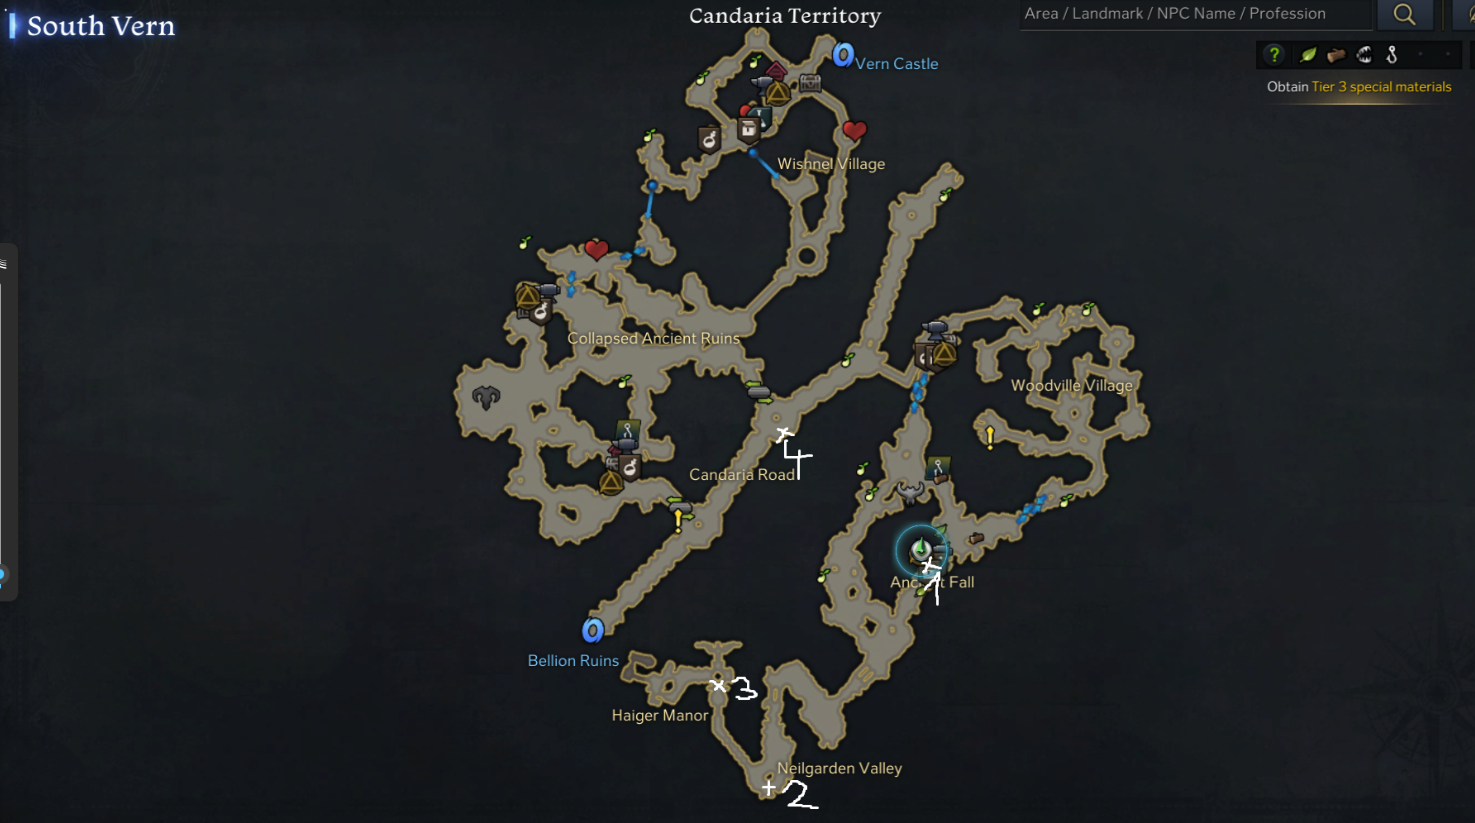 South Vern
Candaria Territory
Area / Landmark / NPC Name / Profession
?
Obtain Tier 3 special materials
Vern Castle
Wishnel Village
Collapsed Ancient Ruins
Woodville Village
4
Candaria Road
Ancient Fall
1
Bellion Ruins
3
Haiger Manor
Neilgarden Valley
2